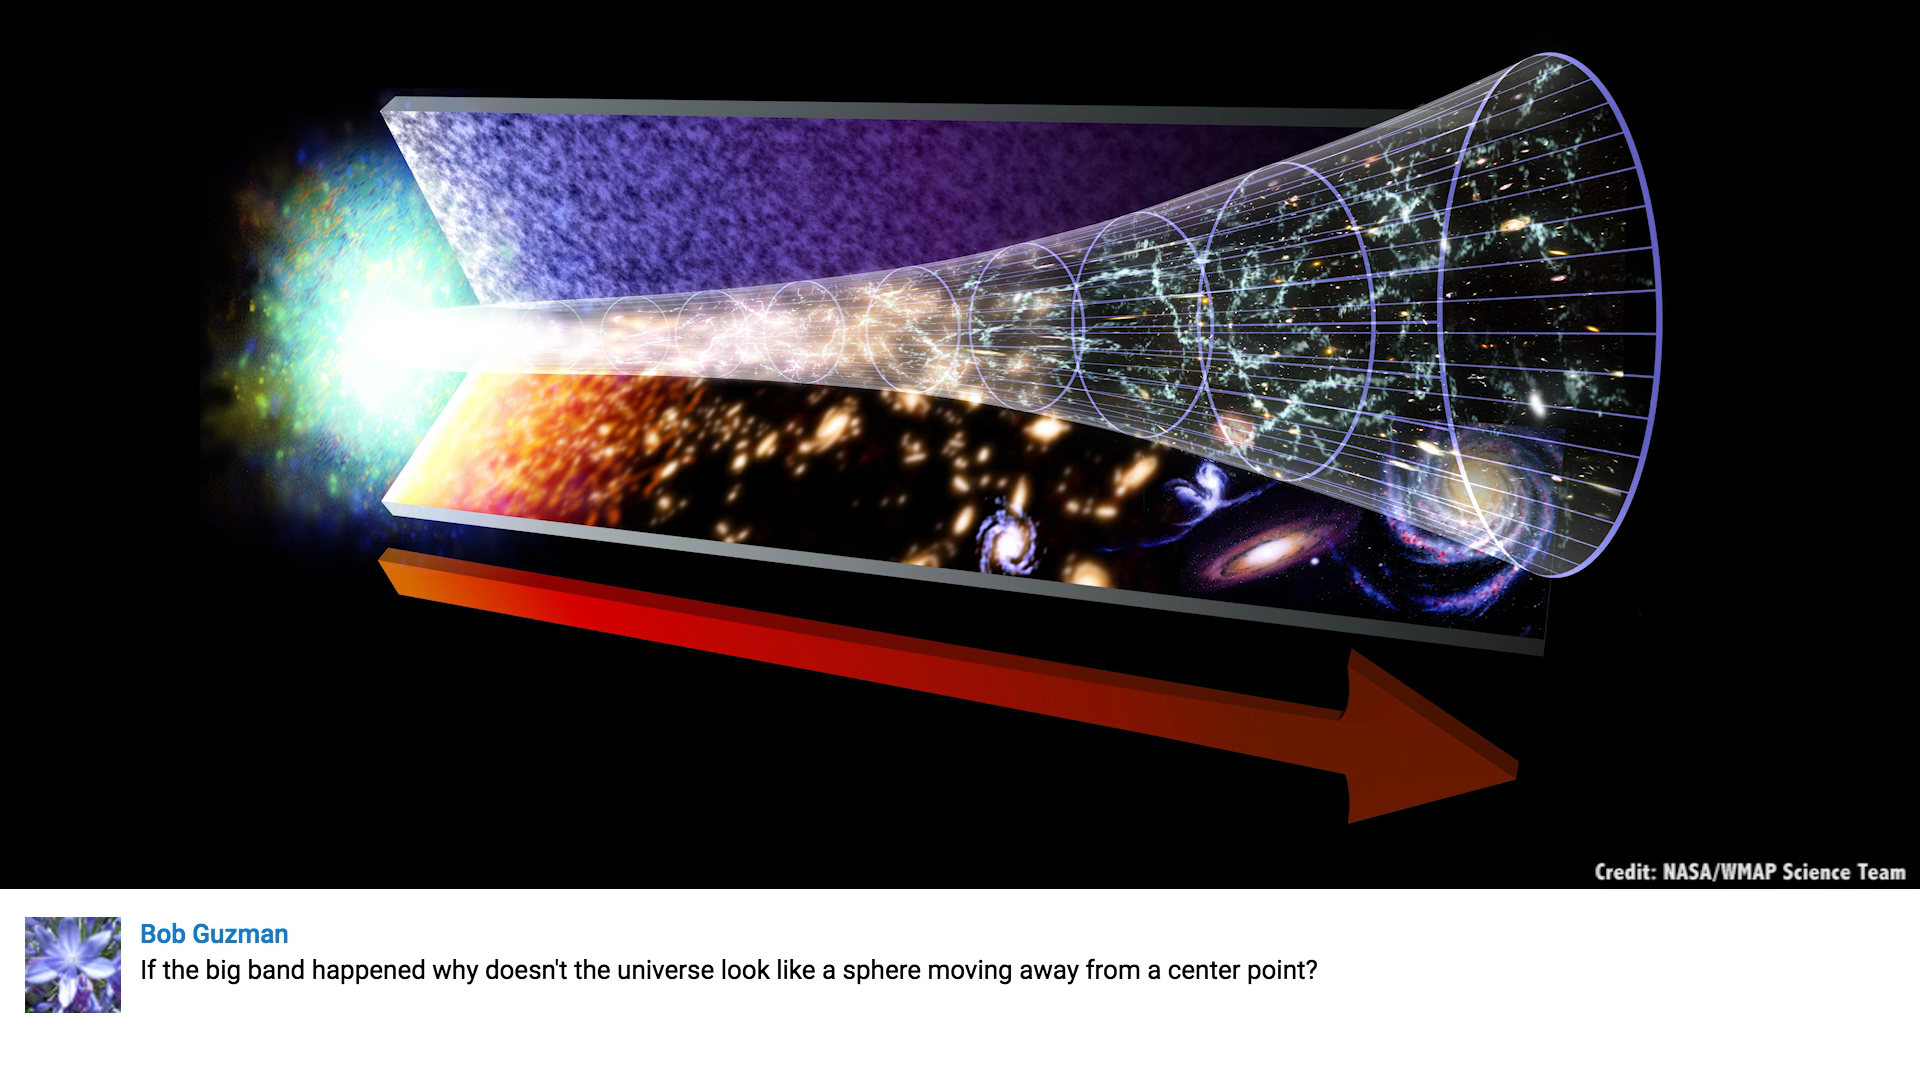 Credit: NASA/WMAP Science Team
Bob Guzman
If the big band happened why doesn't the universe look like a sphere moving away from a center point?